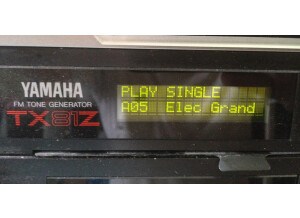 YAMAHA
FM TONE GENERATOR
TX81Z
PLAY SINGLE
A05 Elec Grand